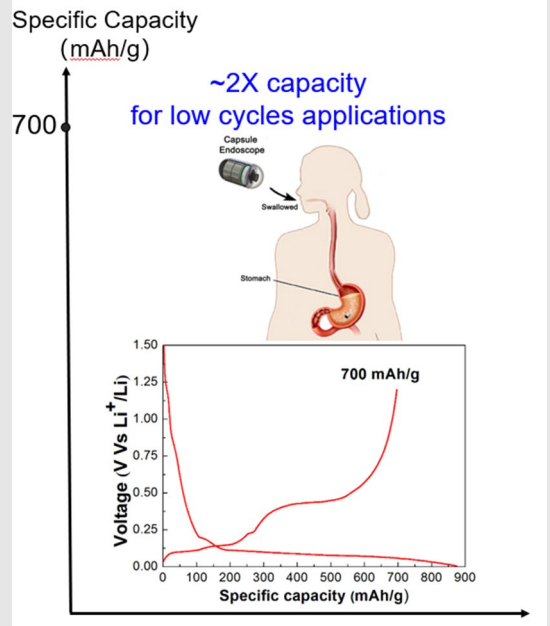 Specific Capacity
(mAh/g)
~2X capacity
for low cycles applications
700
Capsule
Endoscope
Swallowed
Stomach
1.50
1.25
1.00
0.75
0.50
0.25
0.00
Voltage (V Vs Li⁺/Li)
700 mAh/g
0 100 200 300 400 500 600 700 800 900
Specific capacity (mAh/g)